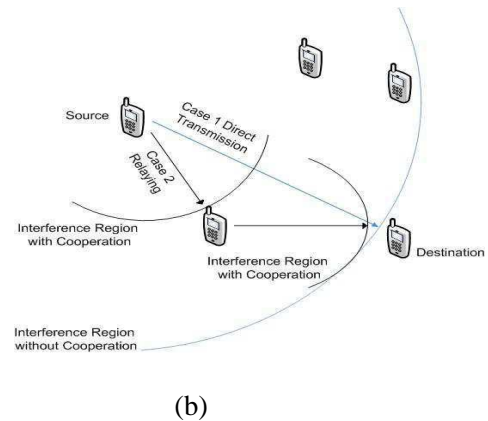 Source
Case 1 Direct
Transmission
Case 2
Relaying
Interference Region
with Cooperation
Interference Region
with Cooperation
Destination
Interference Region
without Cooperation
(b)